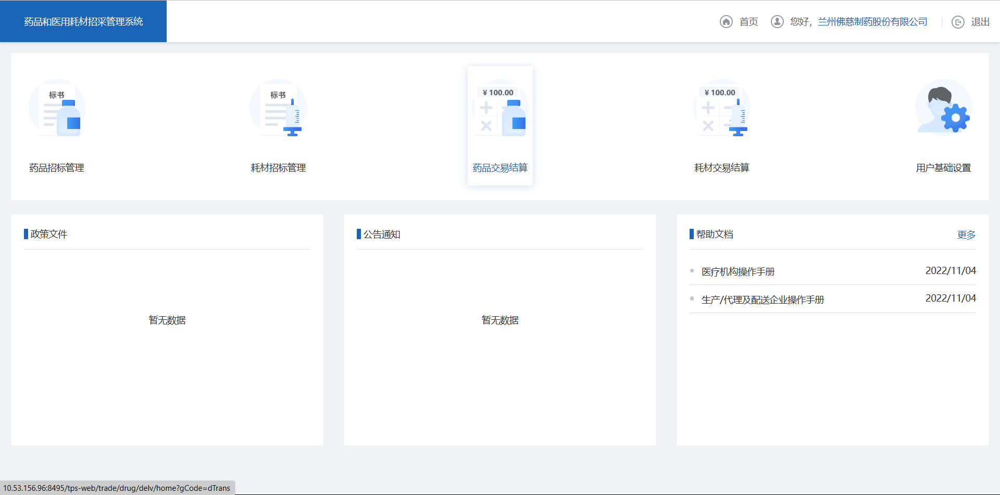 药品和医用耗材招采管理系统
首页
您好，兰州佛慈制药股份有限公司
退出
标书
标书
¥ 100.00
¥ 100.00
药品招标管理
耗材招标管理
药品交易结算
耗材交易结算
用户基础设置
政策文件
暂无数据
公告通知
暂无数据
帮助文档
更多
医疗机构操作手册
2022/11/04
生产/代理及配送企业操作手册
2022/11/04
10.53.156.96:8495/tps-web/trade/drug/delv/home?gCode=dTrans